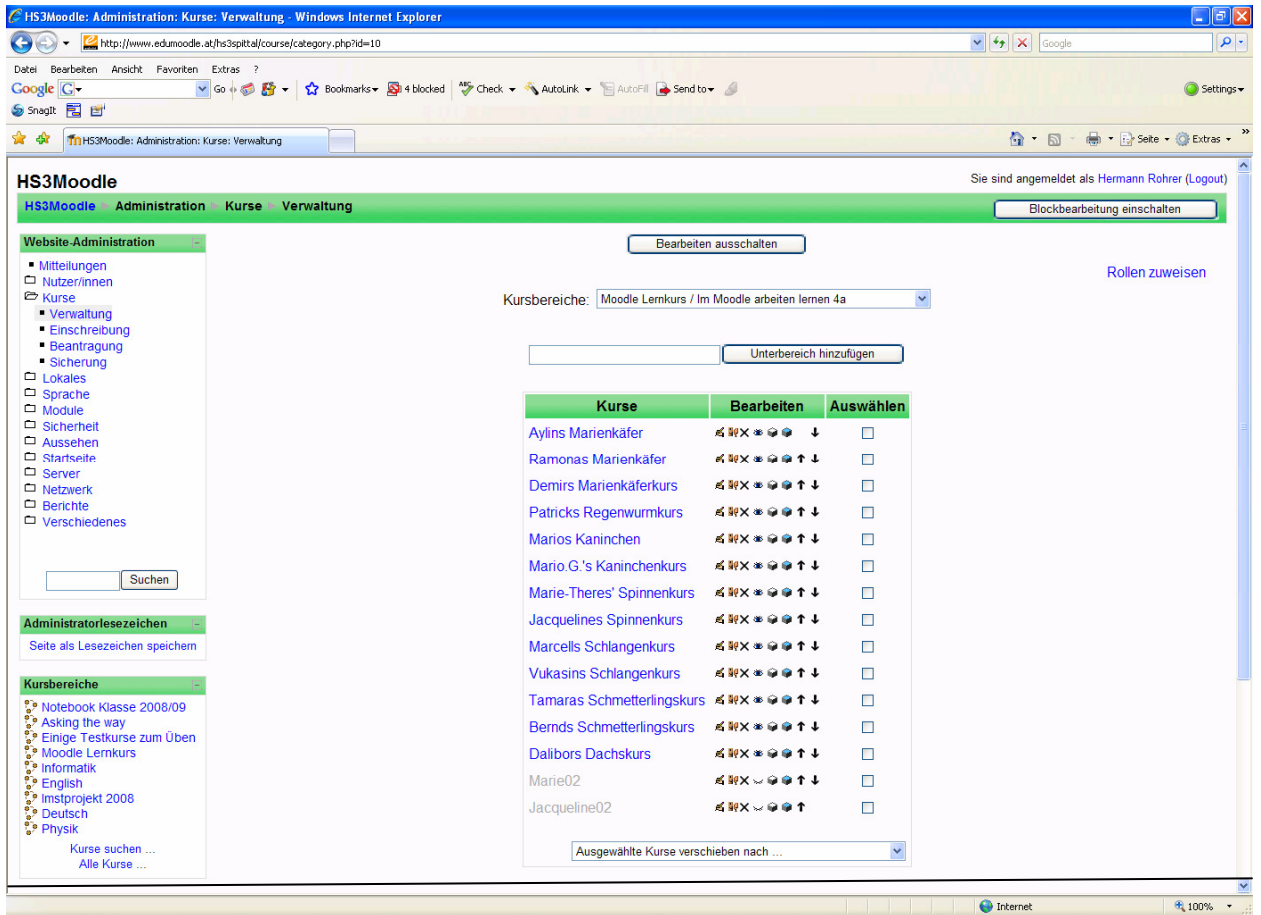 HS3Moodle: Administration: Kurse: Verwaltung - Windows Internet Explorer
http://www.edumoodle.at/hs3spittal/course/category.php?id=10
Google
Datei Bearbeiten Ansicht Favoriten Extras ?
Google G Go Bookmarks 4 blocked ABC Check AutoLink AutoFill Send to Settings
SnagIt
HS3Moodle: Administration: Kurse: Verwaltung
Seite Extras »
HS3Moodle
Sie sind angemeldet als Hermann Rohrer (Logout)
HS3Moodle Administration Kurse Verwaltung
Blockbearbeitung einschalten
Website-Administration
Mitteilungen
Nutzer/innen
Kurse
Verwaltung
Einschreibung
Beantragung
Sicherung
Lokales
Sprache
Module
Sicherheit
Aussehen
Startseite
Server
Netzwerk
Berichte
Verschiedenes
Suchen
Administratorlesezeichen
Seite als Lesezeichen speichern
Kursbereiche
Notebook Klasse 2008/09
Asking the way
Einige Testkurse zum Üben
Moodle Lernkurs
Informatik
English
Imstprojekt 2008
Deutsch
Physik
Kurse suchen ...
Alle Kurse ...
Bearbeiten ausschalten
Rollen zuweisen
Kursbereiche: Moodle Lernkurs / Im Moodle arbeiten lernen 4a
Unterbereich hinzufügen
Kurse Bearbeiten Auswählen
Aylins Marienkäfer
Ramonas Marienkäfer
Demirs Marienkäferkurs
Patricks Regenwurmkurs
Marios Kaninchen
Mario.G.'s Kaninchenkurs
Marie-Theres' Spinnenkurs
Jacquelines Spinnenkurs
Marcells Schlangenkurs
Vukasins Schlangenkurs
Tamaras Schmetterlingskurs
Bernds Schmetterlingskurs
Dalibors Dachskurs
Marie02
Jacqueline02
Ausgewählte Kurse verschieben nach ...
Internet 100%